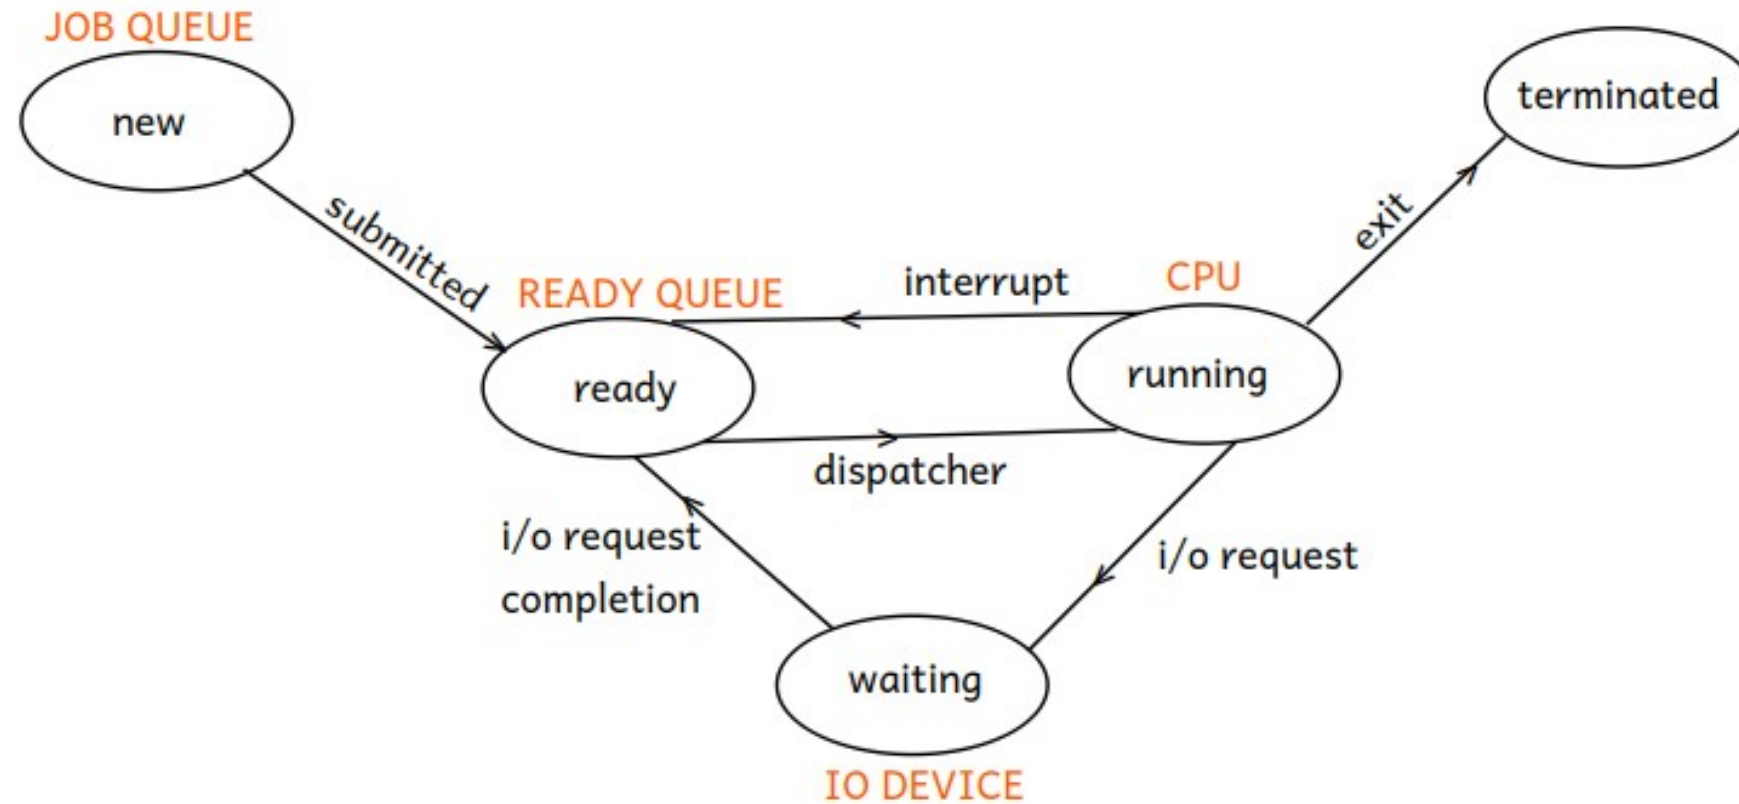 JOB QUEUE
new
terminated
submitted
exit
READY QUEUE
interrupt
CPU
ready
running
dispatcher
i/o request
completion
i/o request
waiting
IO DEVICE